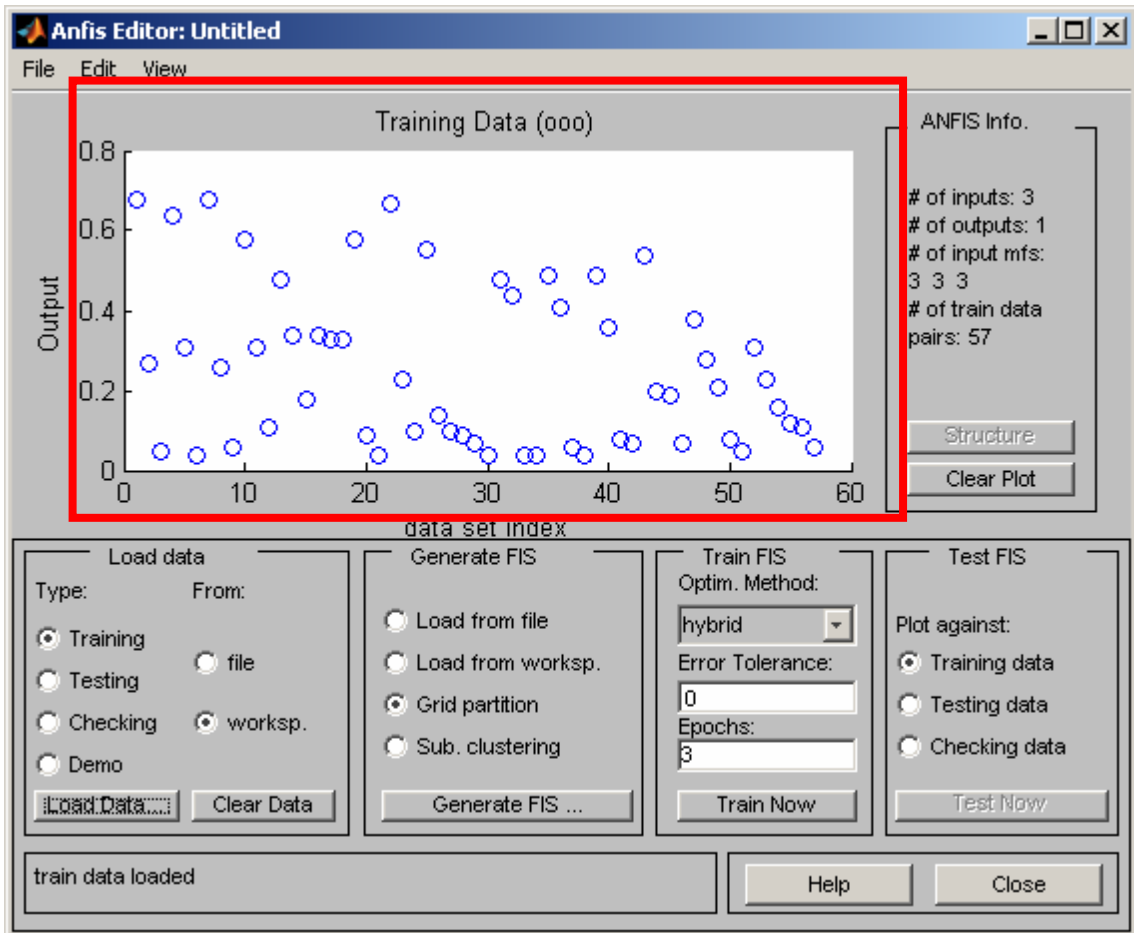 Anfis Editor: Untitled
File Edit View
Training Data (ooo)
0.8
0.6
0.4
0.2
0
Output
0 10 20 30 40 50 60
data set index
ANFIS Info.
# of inputs: 3
# of outputs: 1
# of input mfs:
3 3 3
# of train data
pairs: 57
Structure
Clear Plot
Load data
Type: From:
Training
file
Testing
Checking
worksp.
Demo
Load Data...
Clear Data
Generate FIS
Load from file
Load from worksp.
Grid partition
Sub. clustering
Generate FIS ...
Train FIS
Optim. Method:
hybrid
Error Tolerance:
0
Epochs:
3
Train Now
Test FIS
Plot against:
Training data
Testing data
Checking data
Test Now
train data loaded
Help
Close